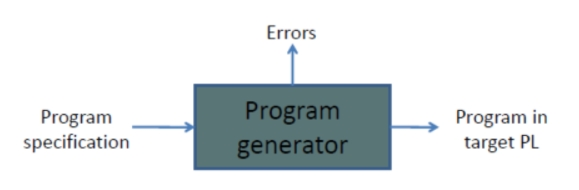 Errors
Program
specification
Program
generator
Program in
target PL